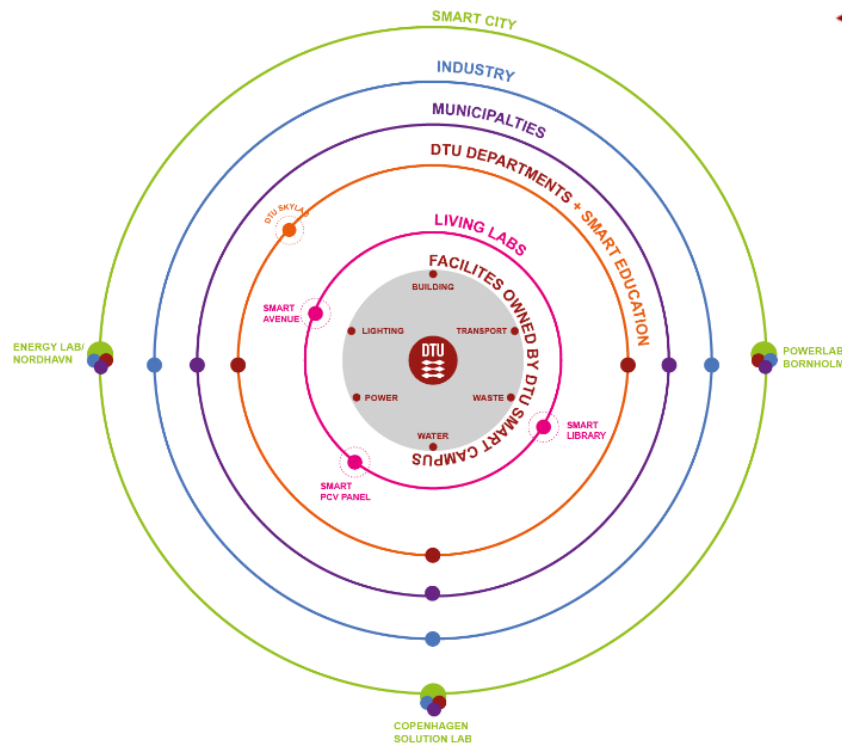 SMART CITY
INDUSTRY
MUNICIPALTIES
DTU DEPARTMENTS + SMART EDUCATION
DTU SKYLAB
LIVING LABS
FACILITES OWNED BY DTU SMART CAMPUS
BUILDING
SMART
AVENUE
LIGHTING
TRANSPORT
DTU
ENERGY LAB/
NORDHAVN
POWERLAB/
BORNHOLM
POWER
WASTE
WATER
SMART
LIBRARY
SMART
PCV PANEL
COPENHAGEN
SOLUTION LAB